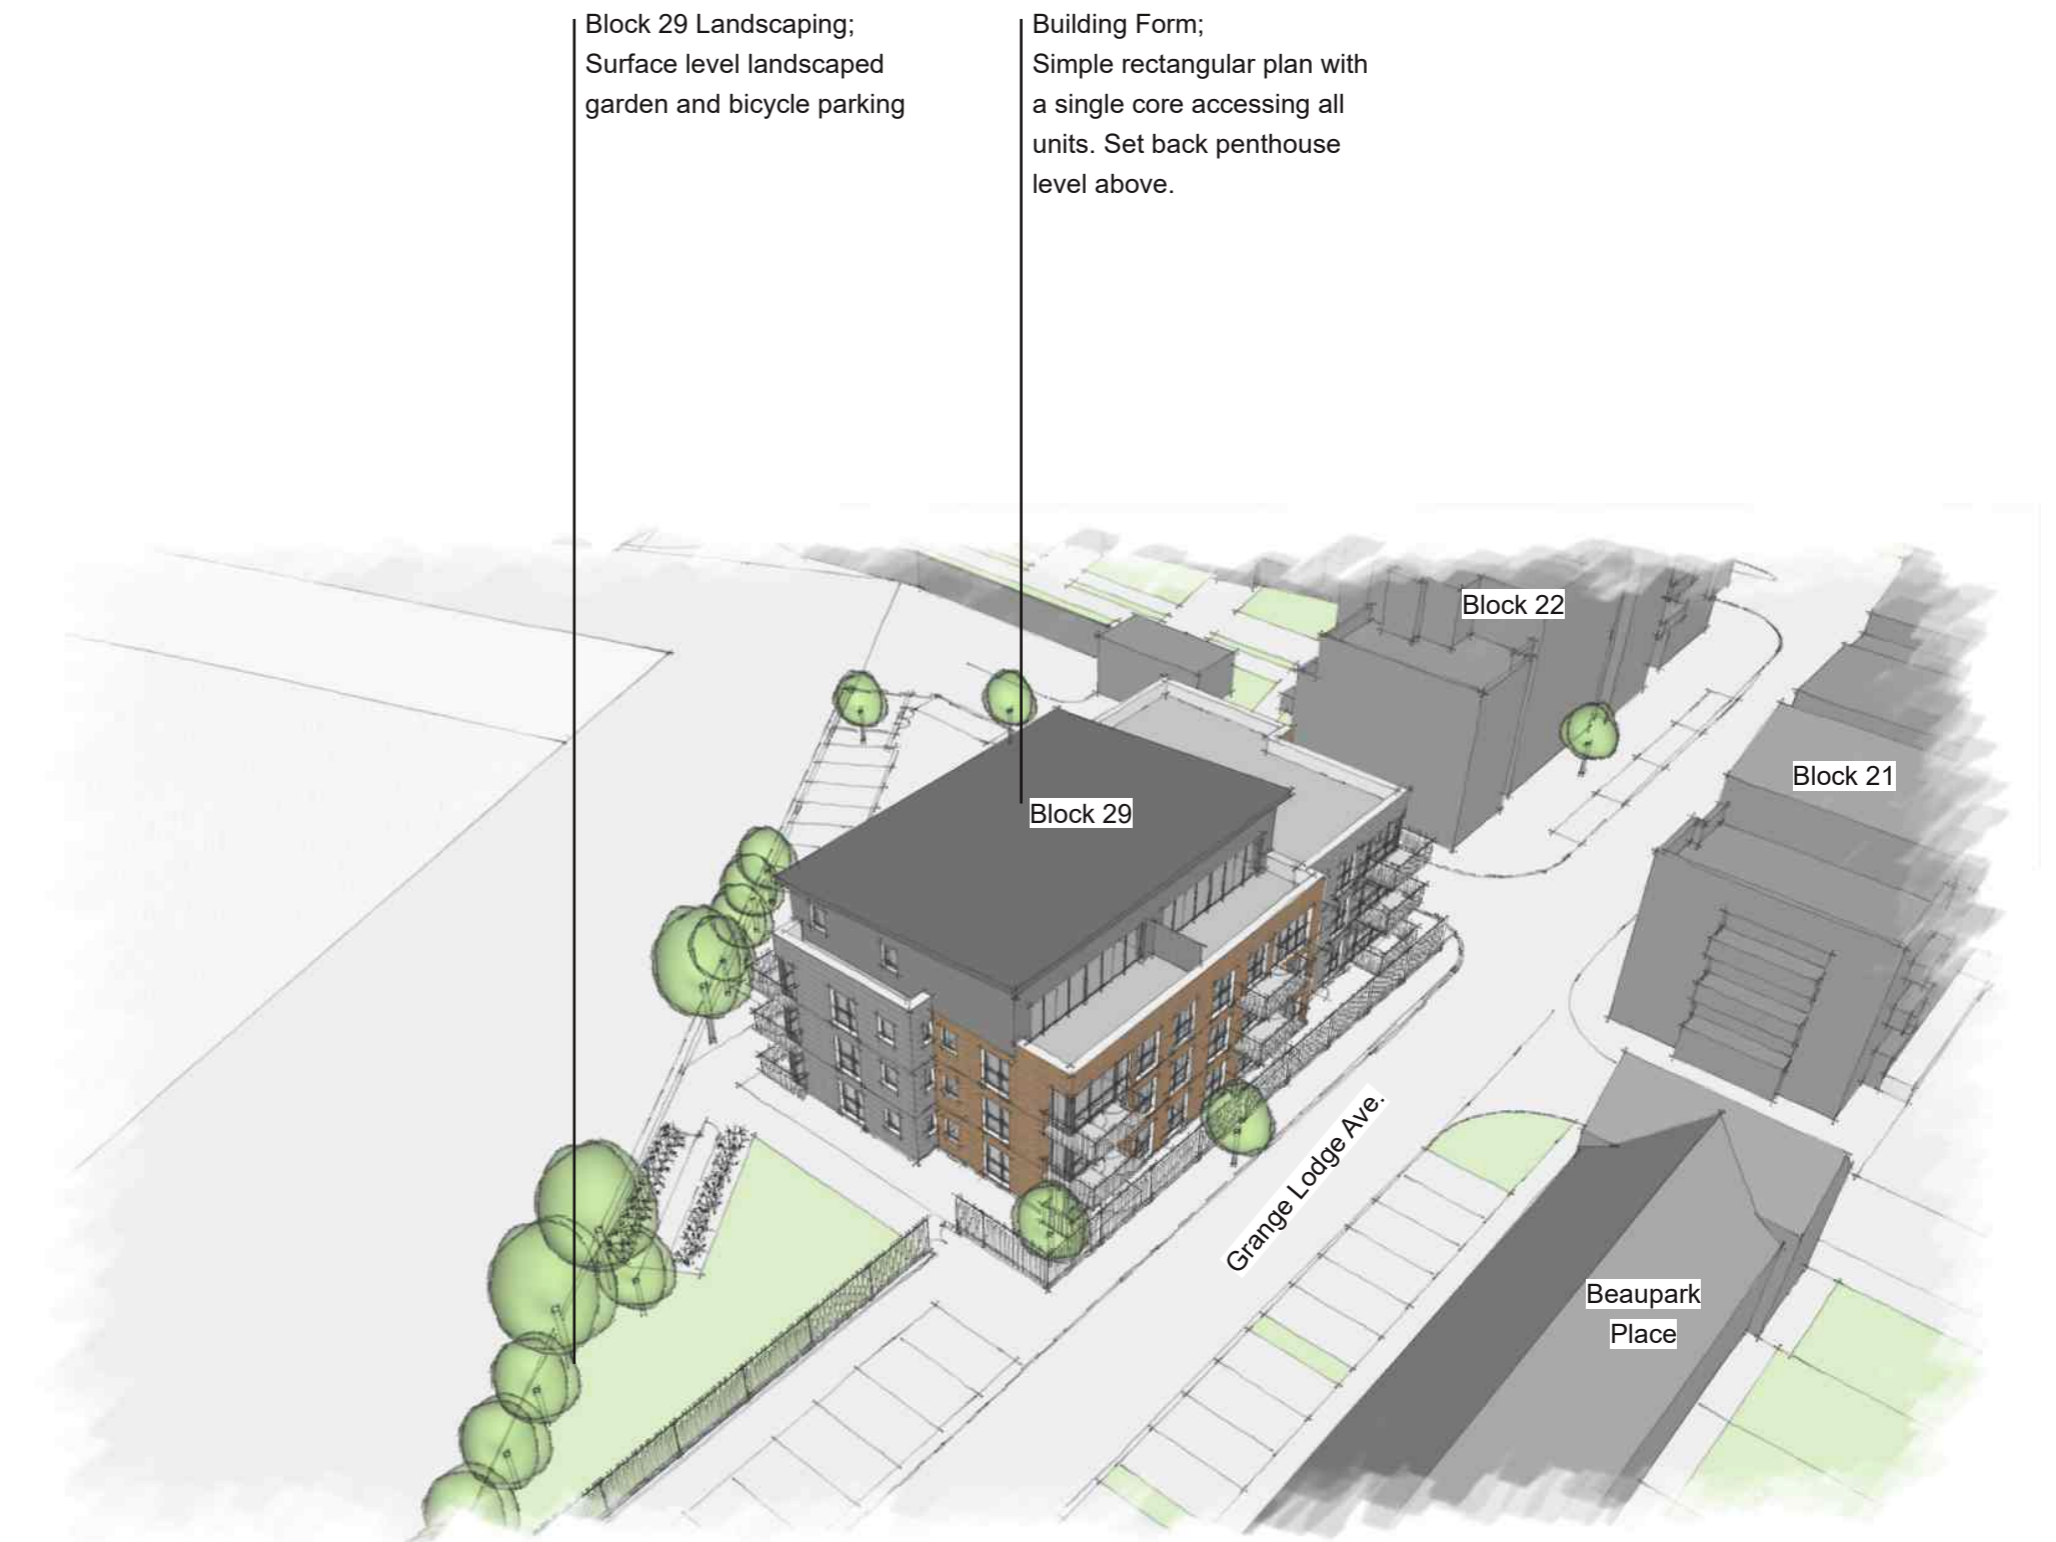 Block 29 Landscaping;
Surface level landscaped
garden and bicycle parking
Building Form;
Simple rectangular plan with
a single core accessing all
units. Set back penthouse
level above.
Block 22
Block 21
Block 29
Grange Lodge Ave.
Beaupark
Place